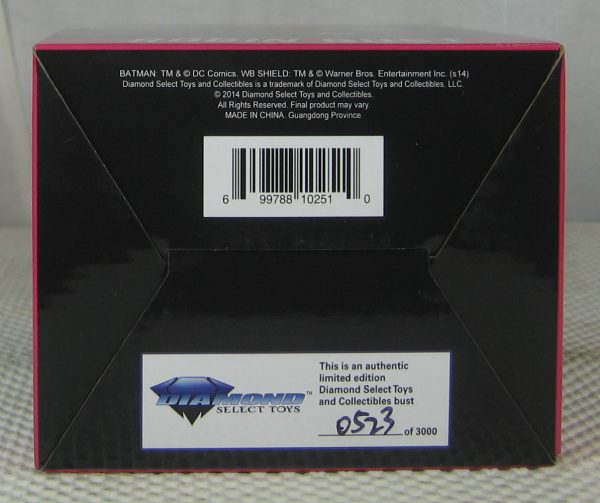 BATMAN: TM & © DC Comics. WB SHIELD: TM & © Warner Bros. Entertainment Inc. (s14)
Diamond Select Toys and Collectibles is a trademark of Diamond Select Toys and Collectibles, LLC.
© 2014 Diamond Select Toys and Collectibles.
All Rights Reserved. Final product may vary.
MADE IN CHINA. Guangdong Province.
6 99788 10251 0
DIAMOND™
SELECT TOYS
This is an authentic
limited edition
Diamond Select Toys
and Collectibles bust
0523 of 3000